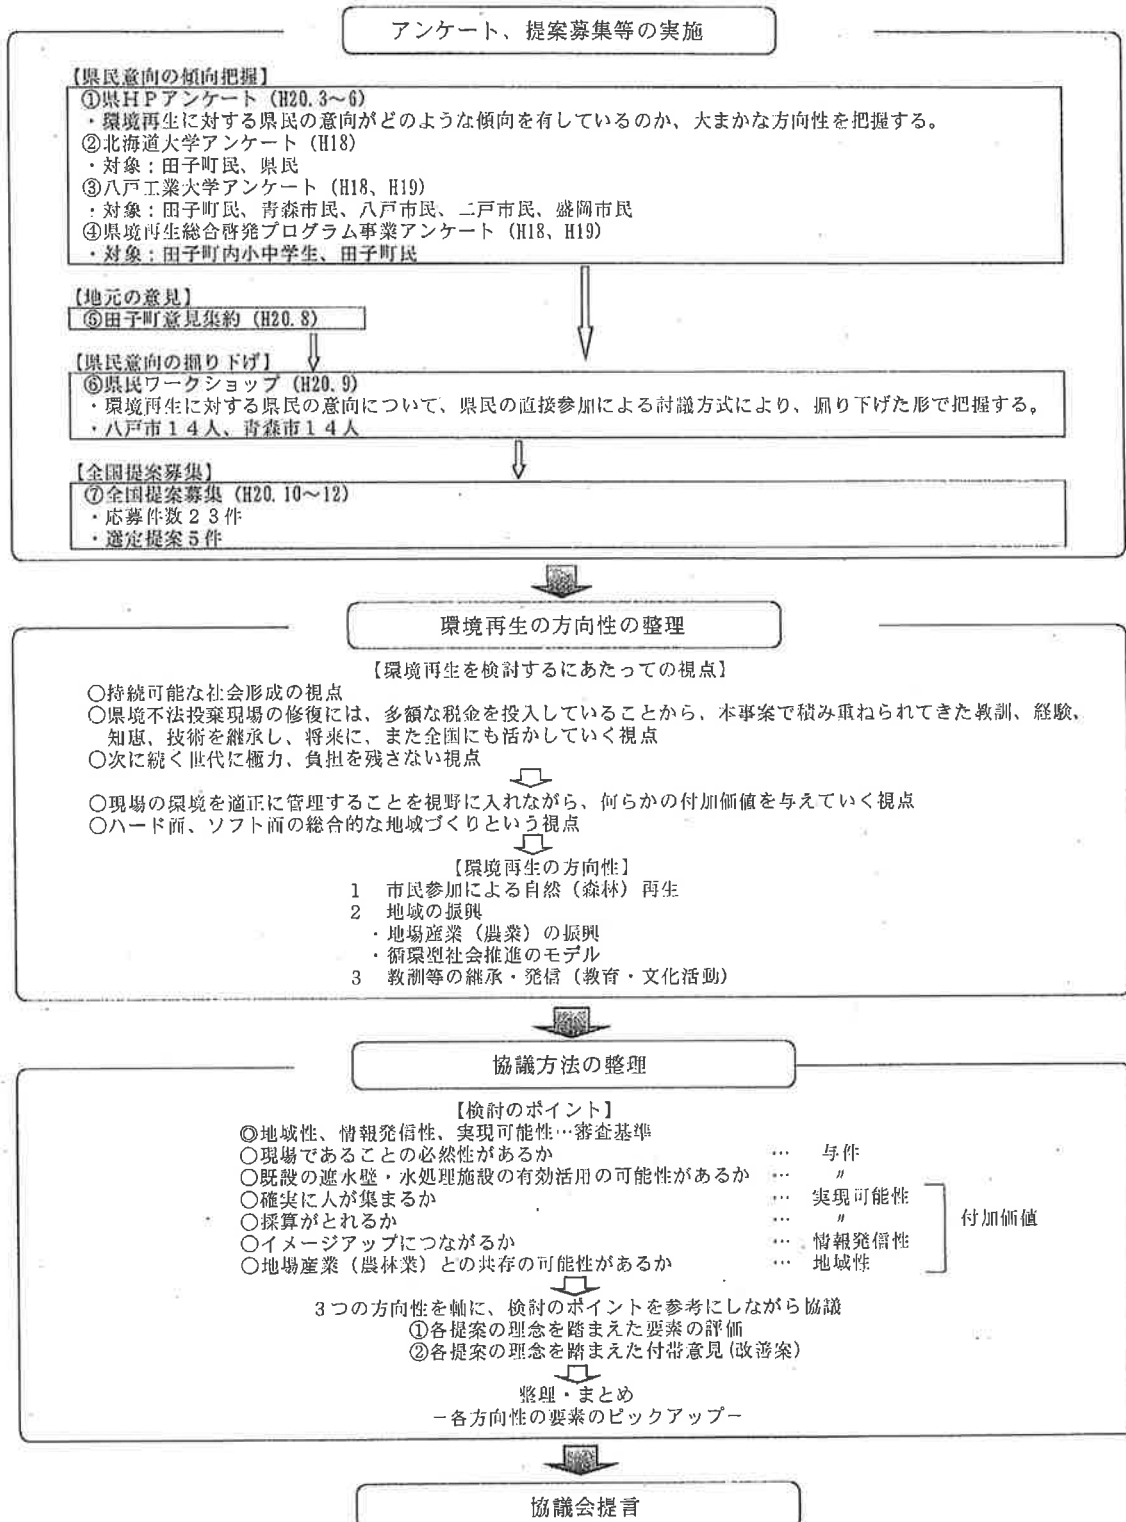 アンケート、提案募集等の実施
【県民意向の傾向把握】
①県HPアンケート (H20.3～6)
・環境再生に対する県民の意向がどのような傾向を有しているのか、大まかな方向性を把握する。
②北海道大学アンケート (H18)
・対象：田子町民、県民
③八戸工業大学アンケート (H18、H19)
・対象：田子町民、青森市民、八戸市民、二戸市民、盛岡市民
④県境再生総合啓発プログラム事業アンケート (H18、H19)
・対象：田子町内小中学生、田子町民
【地元の意見】
⑤田子町意見集約 (H20.8)
【県民意向の掘り下げ】
⑥県民ワークショップ (H20.9)
・環境再生に対する県民の意向について、県民の直接参加による討議方式により、掘り下げた形で把握する。
・八戸市１４人、青森市１４人
【全国提案募集】
⑦全国提案募集 (H20.10～12)
・応募件数２３件
・選定提案５件
環境再生の方向性の整理
【環境再生を検討するにあたっての視点】
○持続可能な社会形成の視点
○県境不法投棄現場の修復には、多額な税金を投入していることから、本事案で積み重ねられてきた教訓、経験、
知恵、技術を継承し、将来に、また全国にも活かしていく視点
○次に続く世代に極力、負担を残さない視点
○現場の環境を適正に管理することを視野に入れながら、何らかの付加価値を与えていく視点
○ハード面、ソフト面の総合的な地域づくりという視点
【環境再生の方向性】
1 市民参加による自然（森林）再生
2 地域の振興
・地場産業（農業）の振興
・循環型社会推進のモデル
3 教訓等の継承・発信（教育・文化活動）
協議方法の整理
【検討のポイント】
◎地域性、情報発信性、実現可能性…審査基準
○現場であることの必然性があるか … 与件
○既設の遮水壁・水処理施設の有効活用の可能性があるか … 〃
○確実に人が集まるか … 実現可能性
○採算がとれるか … 〃 付加価値
○イメージアップにつながるか … 情報発信性
○地場産業（農林業）との共存の可能性があるか … 地域性
３つの方向性を軸に、検討のポイントを参考にしながら協議
①各提案の理念を踏まえた要素の評価
②各提案の理念を踏まえた付帯意見(改善案)
整理・まとめ
－各方向性の要素のピックアップ－
協議会提言